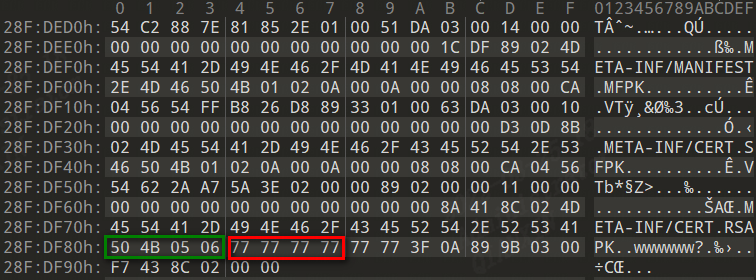 0 1 2 3 4 5 6 7 8 9 A B C D E F 0123456789ABCDEF
28F:DED0h: 54 C2 88 7E 81 85 2E 01 00 51 DA 03 00 14 00 00 TÂˆ~.….‌.QÚ.....
28F:DEE0h: 00 00 00 00 00 00 00 00 00 00 1C DF 89 02 4D ...........ß‰.M
28F:DEF0h: 45 54 41 2D 49 4E 46 2F 4D 41 4E 49 46 45 53 54 ETA-INF/MANIFEST
28F:DF00h: 2E 4D 46 50 4B 01 02 0A 00 0A 00 00 08 08 00 CA .MFPK..........Ê
28F:DF10h: 04 56 54 FF B8 26 D8 89 33 01 00 63 DA 03 00 10 .VTÿ¸&Ø‰3..cÚ...
28F:DF20h: 00 00 00 00 00 00 00 00 00 00 00 00 00 D3 0D 8B .............Ó.‹
28F:DF30h: 02 4D 45 54 41 2D 49 4E 46 2F 43 45 52 54 2E 53 .META-INF/CERT.S
28F:DF40h: 46 50 4B 01 02 0A 00 0A 00 00 08 08 00 CA 04 56 FPK..........Ê.V
28F:DF50h: 54 62 2A A7 5A 3E 02 00 00 89 02 00 00 11 00 00 Tb*§Z>...‰......
28F:DF60h: 00 00 00 00 00 00 00 00 00 00 00 8A 41 8C 02 4D ...........ŠAŒ.M
28F:DF70h: 45 54 41 2D 49 4E 46 2F 43 45 52 54 2E 52 53 41 ETA-INF/CERT.RSA
28F:DF80h: 50 4B 05 06 77 77 77 77 77 77 3F 0A 89 9B 03 00 PK..wwwwww?.‰›..
28F:DF90h: F7 43 8C 02 00 00 ÷CŒ...